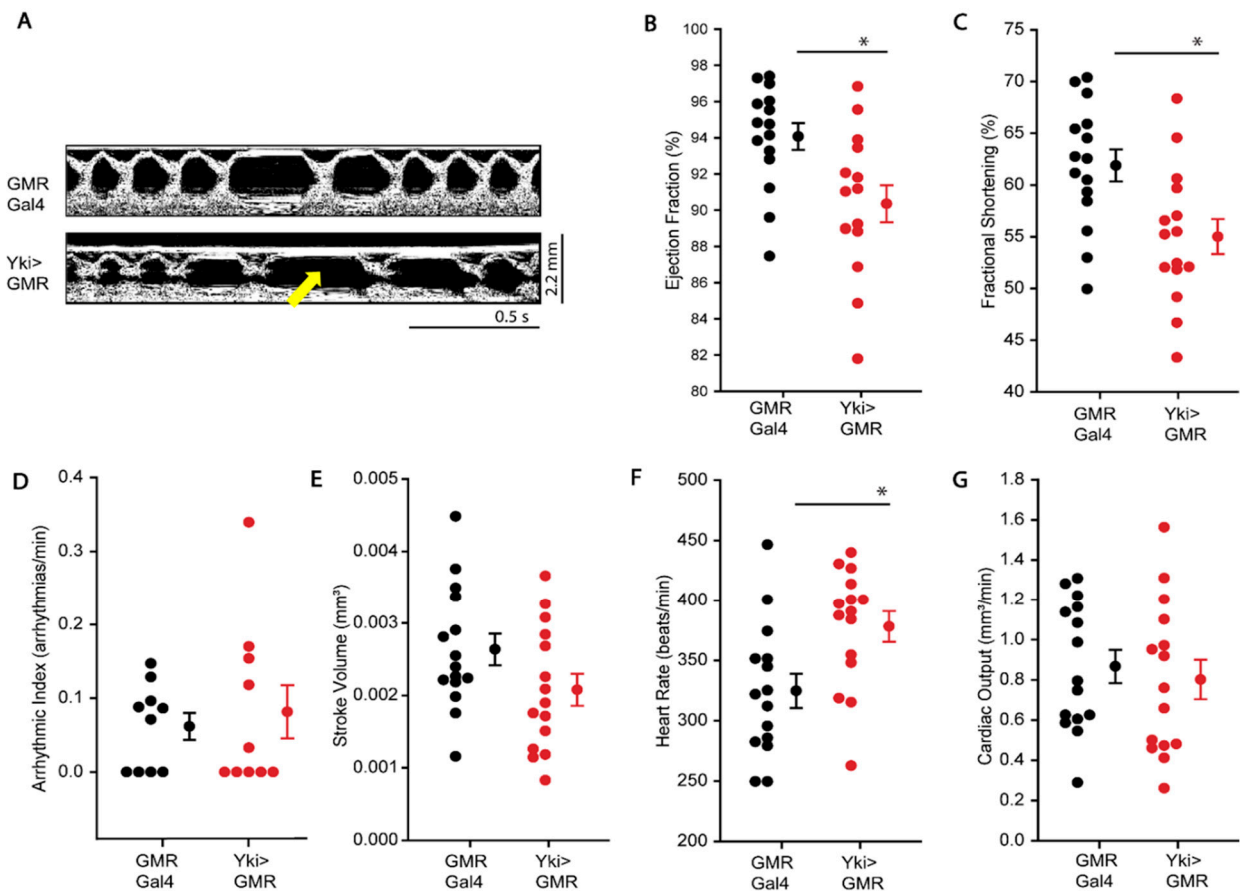 A
GMR
Gal4
Yki>
GMR
2.2 mm
0.5 s
B
Ejection Fraction (%)
100
98
96
94
92
90
88
86
84
82
80
*
GMR
Gal4
Yki>
GMR
C
Fractional Shortening (%)
70
65
60
55
50
45
40
*
GMR
Gal4
Yki>
GMR
D
Arrhythmic Index (arrhythmias/min)
0.4
0.3
0.2
0.1
0.0
GMR
Gal4
Yki>
GMR
E
Stroke Volume (mm³)
0.005
0.004
0.003
0.002
0.001
0.000
GMR
Gal4
Yki>
GMR
F
Heart Rate (beats/min)
500
450
400
350
300
250
200
*
GMR
Gal4
Yki>
GMR
G
Cardiac Output (mm³/min)
1.8
1.6
1.4
1.2
1.0
0.8
0.6
0.4
0.2
0.0
GMR
Gal4
Yki>
GMR